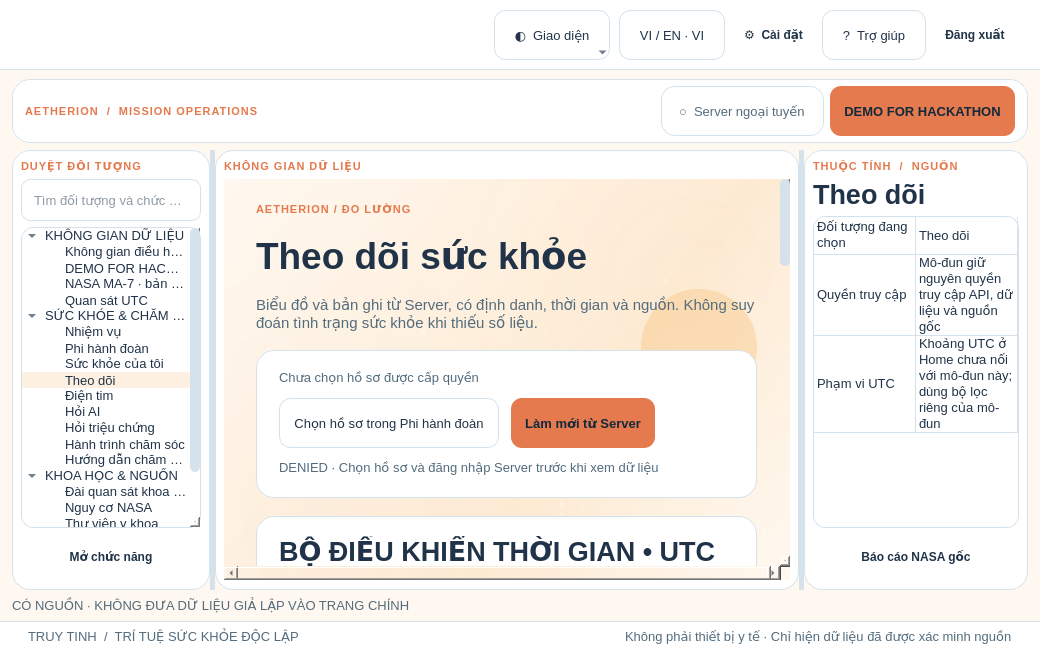 ◐ Giao diện
VI / EN · VI
⚙ Cài đặt
? Trợ giúp
Đăng xuất
AETHERION / MISSION OPERATIONS
○ Server ngoại tuyến
DEMO FOR HACKATHON
DUYỆT ĐỐI TƯỢNG
Tìm đối tượng và chức ...
KHÔNG GIAN DỮ LIỆU
Không gian điều h...
DEMO FOR HAC...
NASA MA-7 · bản ...
Quan sát UTC
SỨC KHỎE & CHĂM ...
Nhiệm vụ
Phi hành đoàn
Sức khỏe của tôi
Theo dõi
Điện tim
Hỏi AI
Hỏi triệu chứng
Hành trình chăm sóc
Hướng dẫn chăm ...
KHOA HỌC & NGUỒN
Đài quan sát khoa ...
Nguy cơ NASA
Thư viện y khoa
Mở chức năng
KHÔNG GIAN DỮ LIỆU
AETHERION / ĐO LƯỜNG
Theo dõi sức khỏe
Biểu đồ và bản ghi từ Server, có định danh, thời gian và nguồn. Không suy
đoán tình trạng sức khỏe khi thiếu số liệu.
Chưa chọn hồ sơ được cấp quyền
Chọn hồ sơ trong Phi hành đoàn
Làm mới từ Server
DENIED · Chọn hồ sơ và đăng nhập Server trước khi xem dữ liệu
BỘ ĐIỀU KHIỂN THỜI GIAN • UTC
THUỘC TÍNH / NGUỒN
Theo dõi
Đối tượng đang
chọn
Theo dõi
Quyền truy cập
Mô-đun giữ
nguyên quyền
truy cập API, dữ
liệu và nguồn
gốc
Phạm vi UTC
Khoảng UTC ở
Home chưa nối
với mô-đun này;
dùng bộ lọc
riêng của mô-
đun
Báo cáo NASA gốc
CÓ NGUỒN · KHÔNG ĐƯA DỮ LIỆU GIẢ LẬP VÀO TRANG CHÍNH
TRUY TINH / TRÍ TUỆ SỨC KHỎE ĐỘC LẬP
Không phải thiết bị y tế · Chỉ hiện dữ liệu đã được xác minh nguồn